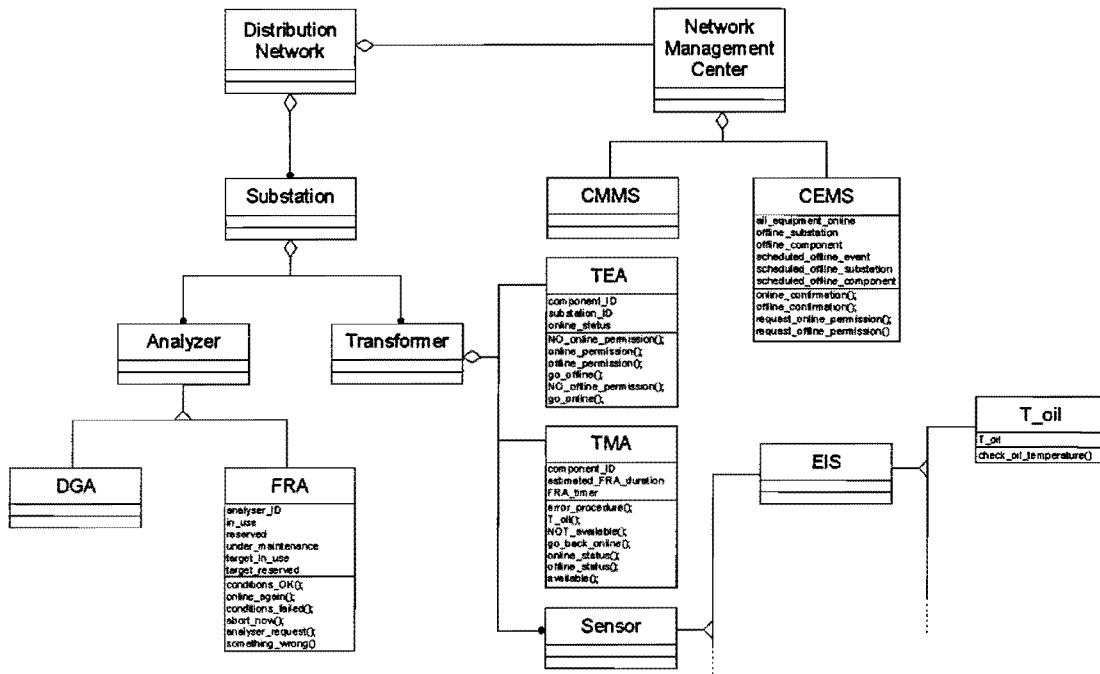 Distribution
Network
Network
Management
Center
Substation
CMMS
CEMS
all_equipment_online
offline_substation
offline_component
scheduled_offline_event
scheduled_offline_substation
scheduled_offline_component
online_confirmation();
offline_confirmation();
request_online_permission();
request_offline_permission()
TEA
component_ID
substation_ID
online_status
NO_online_permission();
online_permission();
offline_permission();
go_offline();
NO_offline_permission();
go_online();
Analyzer
Transformer
T_oil
T_oil
check_oil_temperature()
TMA
component_ID
estimated_FRA_duration
FRA_timer
error_procedure();
T_oil();
NOT_available();
go_back_online();
online_status();
offline_status();
available();
EIS
DGA
FRA
analyser_ID
in_use
reserved
under_maintenance
target_in_use
target_reserved
conditions_OK();
online_again();
conditions_failed();
abort_now();
analyser_request();
something_wrong()
Sensor